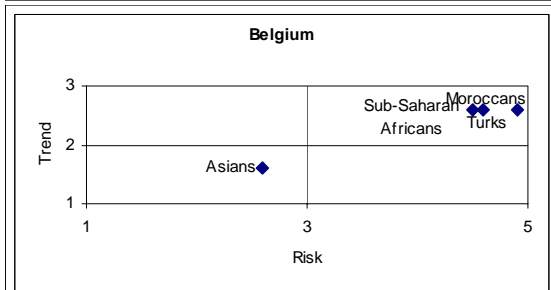 Belgium
3
Moroccans
Sub-Saharan
Africans
Turks
Trend
2
Asians
1
1
3
5
Risk